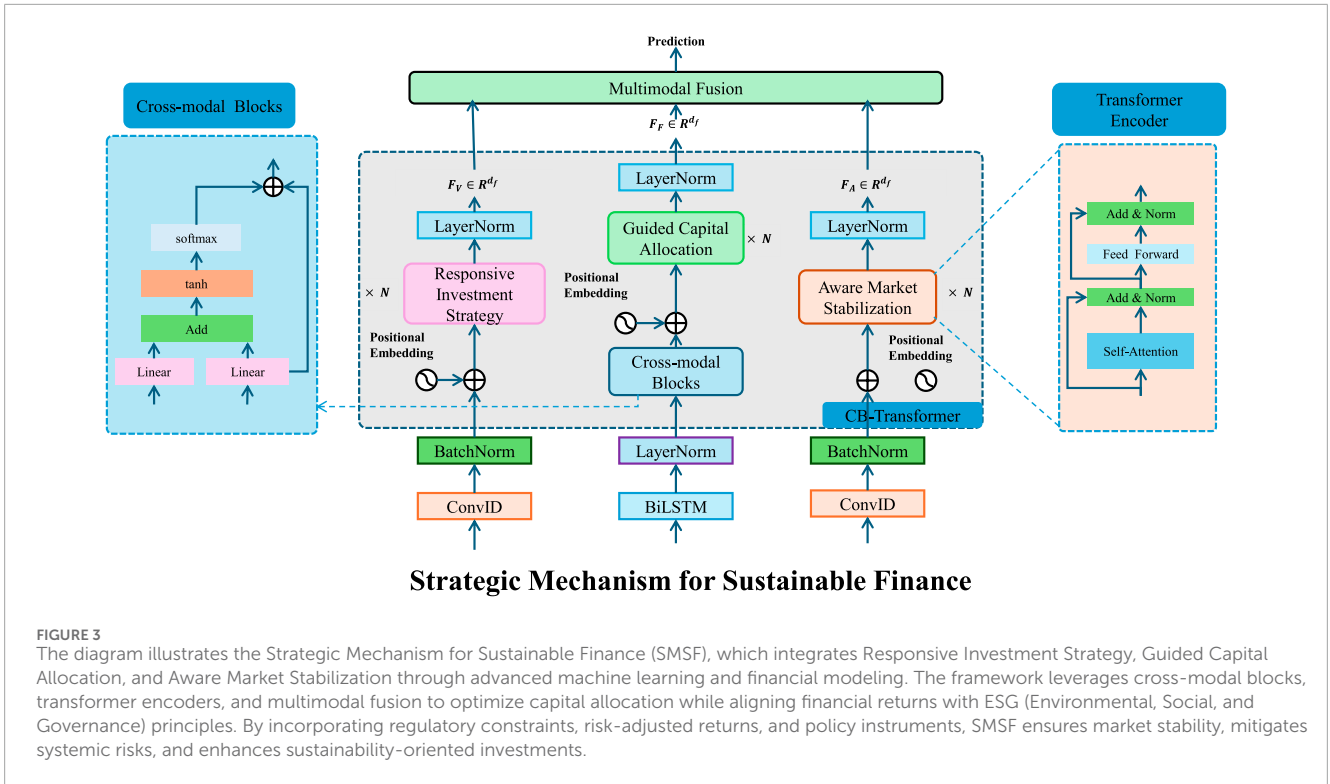 Prediction
Multimodal Fusion
Cross-modal Blocks
Transformer
Encoder
F_F ∈ R^{d_f}
LayerNorm
F_V ∈ R^{d_f}
F_A ∈ R^{d_f}
LayerNorm
Guided Capital
Allocation
× N
LayerNorm
softmax
tanh
Add
Linear
Linear
× N
Responsive
Investment
Strategy
Positional
Embedding
Positional
Embedding
Cross-modal
Blocks
Aware Market
Stabilization
× N
Positional
Embedding
CB-Transformer
Add & Norm
Feed Forward
Add & Norm
Self-Attention
BatchNorm
LayerNorm
BatchNorm
ConvID
BiLSTM
ConvID
Strategic Mechanism for Sustainable Finance
FIGURE 3
The diagram illustrates the Strategic Mechanism for Sustainable Finance (SMSF), which integrates Responsive Investment Strategy, Guided Capital
Allocation, and Aware Market Stabilization through advanced machine learning and financial modeling. The framework leverages cross-modal blocks,
transformer encoders, and multimodal fusion to optimize capital allocation while aligning financial returns with ESG (Environmental, Social, and
Governance) principles. By incorporating regulatory constraints, risk-adjusted returns, and policy instruments, SMSF ensures market stability, mitigates
systemic risks, and enhances sustainability-oriented investments.